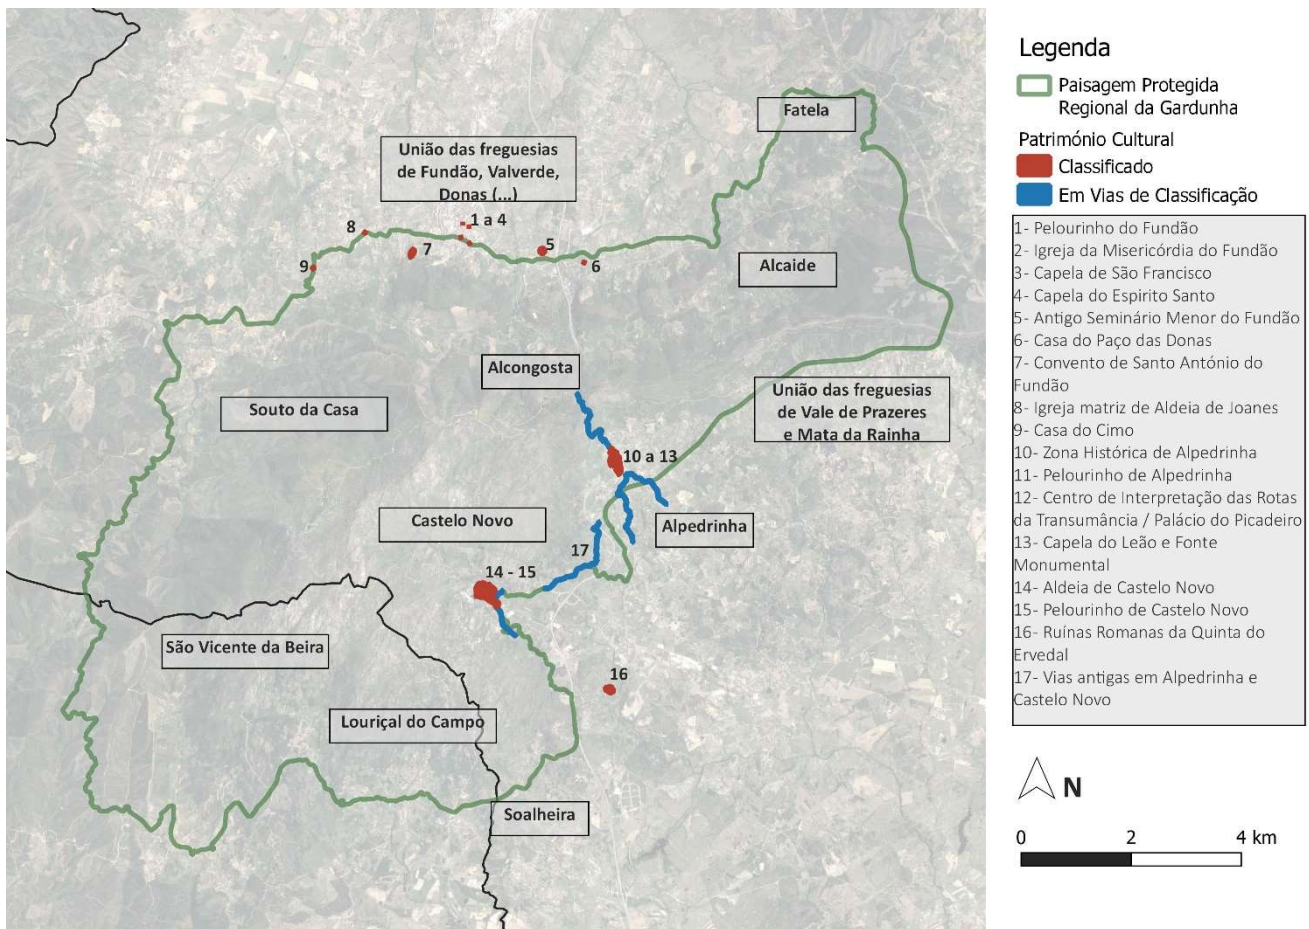 Fatela
União das freguesias
de Fundão, Valverde,
Donas (...)
1 a 4
8
7
5
6
9
Alcaide
Alcongosta
União das freguesias
de Vale de Prazeres
e Mata da Rainha
Souto da Casa
10 a 13
Castelo Novo
Alpedrinha
17
14 - 15
São Vicente da Beira
16
Louriçal do Campo
Soalheira
Legenda
Paisagem Protegida
Regional da Gardunha
Património Cultural
Classificado
Em Vias de Classificação
1- Pelourinho do Fundão
2- Igreja da Misericórdia do Fundão
3- Capela de São Francisco
4- Capela do Espirito Santo
5- Antigo Seminário Menor do Fundão
6- Casa do Paço das Donas
7- Convento de Santo António do
Fundão
8- Igreja matriz de Aldeia de Joanes
9- Casa do Cimo
10- Zona Histórica de Alpedrinha
11- Pelourinho de Alpedrinha
12- Centro de Interpretação das Rotas
da Transumância / Palácio do Picadeiro
13- Capela do Leão e Fonte
Monumental
14- Aldeia de Castelo Novo
15- Pelourinho de Castelo Novo
16- Ruínas Romanas da Quinta do
Ervedal
17- Vias antigas em Alpedrinha e
Castelo Novo
N
0 2 4 km